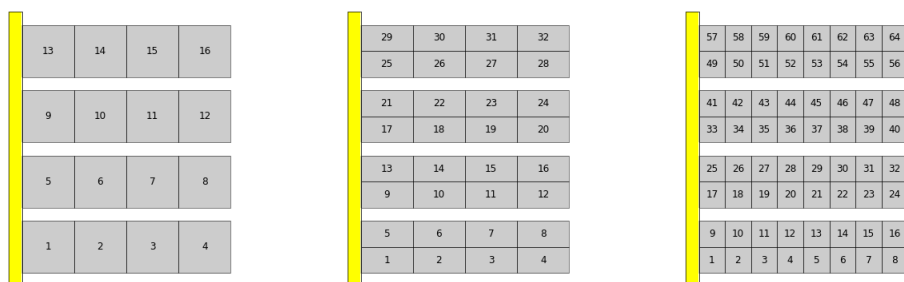 13 14 15 16
9 10 11 12
5 6 7 8
1 2 3 4
29 30 31 32
25 26 27 28
21 22 23 24
17 18 19 20
13 14 15 16
9 10 11 12
5 6 7 8
1 2 3 4
57 58 59 60 61 62 63 64
49 50 51 52 53 54 55 56
41 42 43 44 45 46 47 48
33 34 35 36 37 38 39 40
25 26 27 28 29 30 31 32
17 18 19 20 21 22 23 24
9 10 11 12 13 14 15 16
1 2 3 4 5 6 7 8